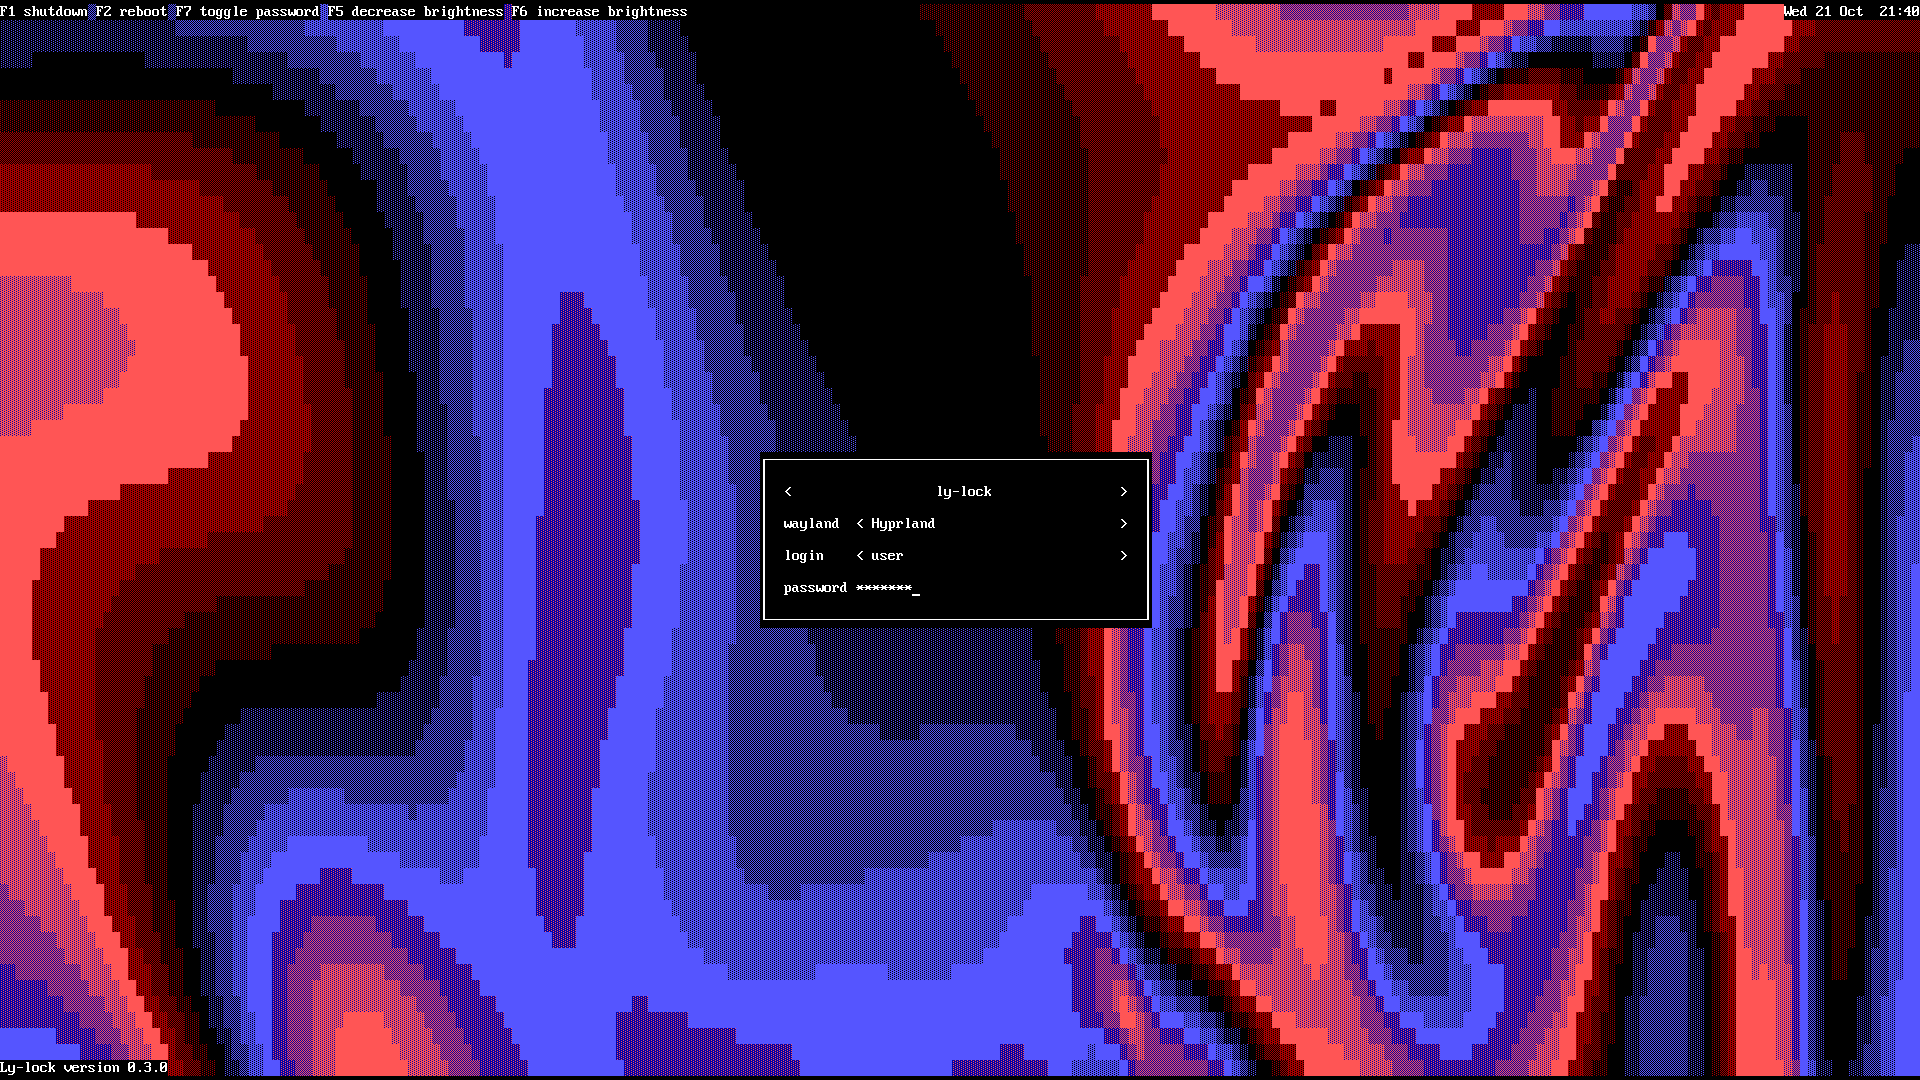 F1 shutdown F2 reboot F7 toggle password F5 decrease brightness F6 increase brightness Wed 21 Oct 21:40
< ly-lock >
wayland < Hyprland >
login < user >
password *******_
Ly-lock version 0.3.0